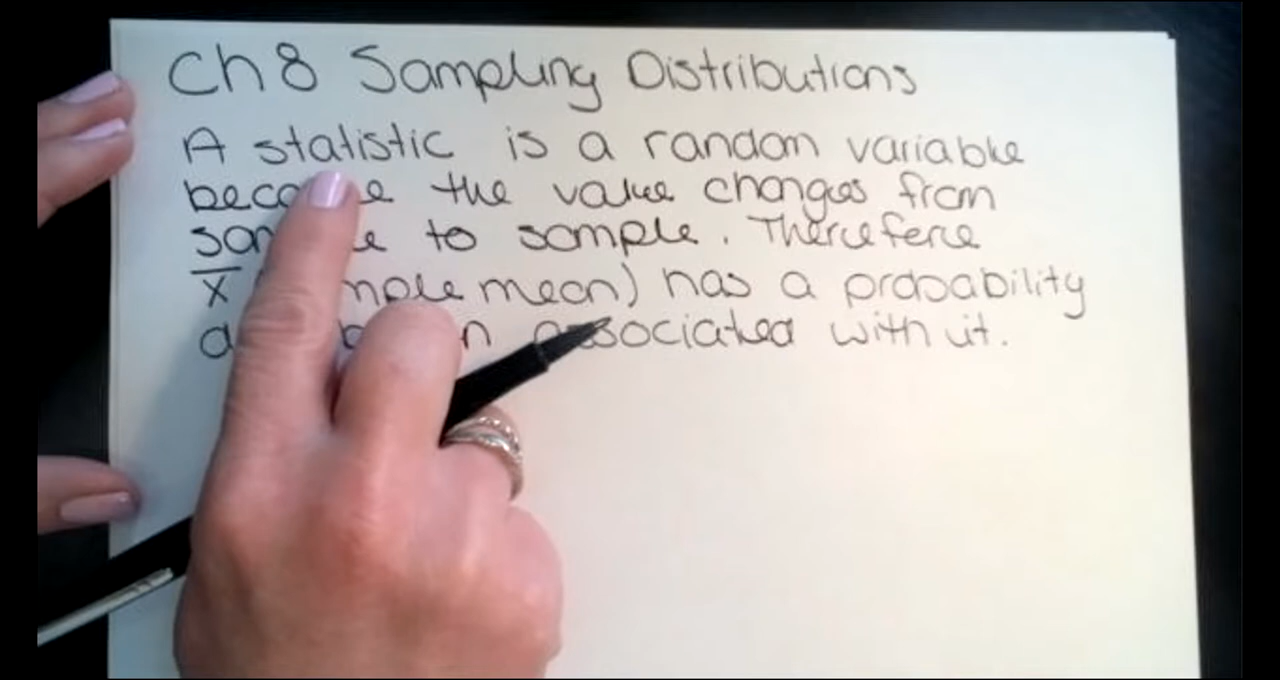 Ch 8 Sampling Distributions
A statistic is a random variable
the value changes from
to sample. Therefore
x̄ mean) has a probability
associated with it.